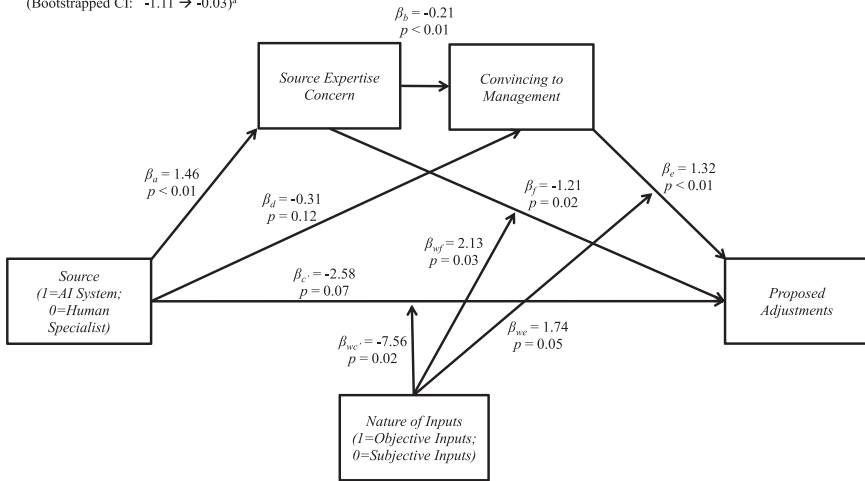 (Bootstrapped CI: -1.11 → -0.03)ᵃ
βb = -0.21
p < 0.01
Source Expertise
Concern
Convincing to
Management
βa = 1.46
p < 0.01
βd = -0.31
p = 0.12
βf = -1.21
p = 0.02
βe = 1.32
p < 0.01
βwf = 2.13
p = 0.03
Source
(1=AI System;
0=Human
Specialist)
βc' = -2.58
p = 0.07
Proposed
Adjustments
βwc' = -7.56
p = 0.02
βwe = 1.74
p = 0.05
Nature of Inputs
(1=Objective Inputs;
0=Subjective Inputs)